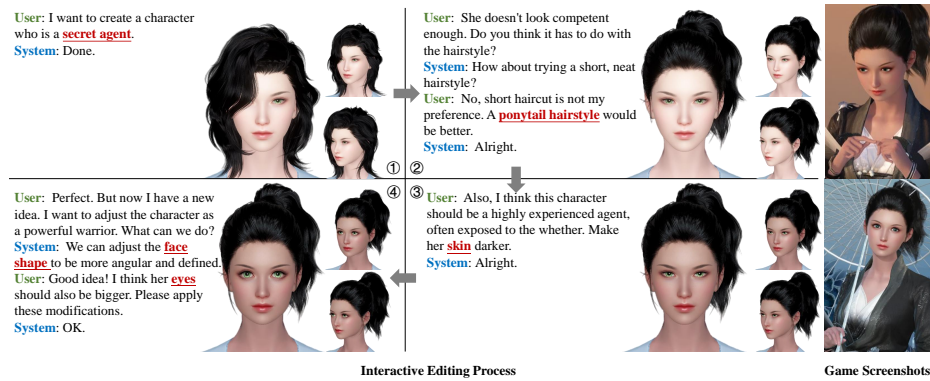 User: I want to create a character
who is a secret agent.
System: Done.
①
②
User: She doesn't look competent
enough. Do you think it has to do with
the hairstyle?
System: How about trying a short, neat
hairstyle?
User: No, short haircut is not my
preference. A ponytail hairstyle would
be better.
System: Alright.
③
User: Also, I think this character
should be a highly experienced agent,
often exposed to the whether. Make
her skin darker.
System: Alright.
④
User: Perfect. But now I have a new
idea. I want to adjust the character as
a powerful warrior. What can we do?
System: We can adjust the face
shape to be more angular and defined.
User: Good idea! I think her eyes
should also be bigger. Please apply
these modifications.
System: OK.
Interactive Editing Process
Game Screenshots